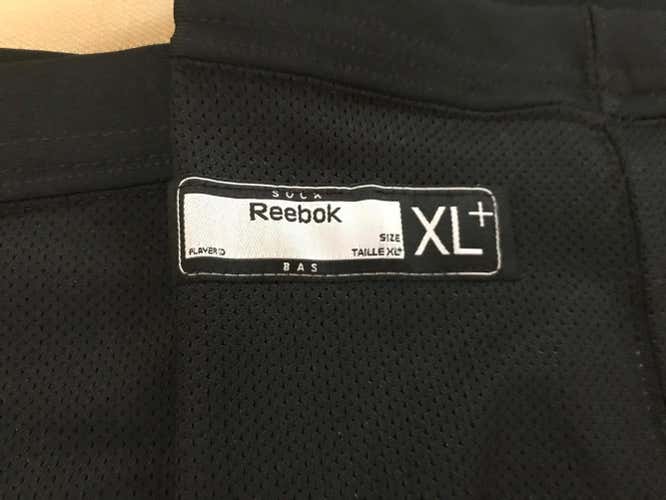 SOCK
Reebok
XL+
SIZE
PLAYER ID
TAILLE XL+
BAS